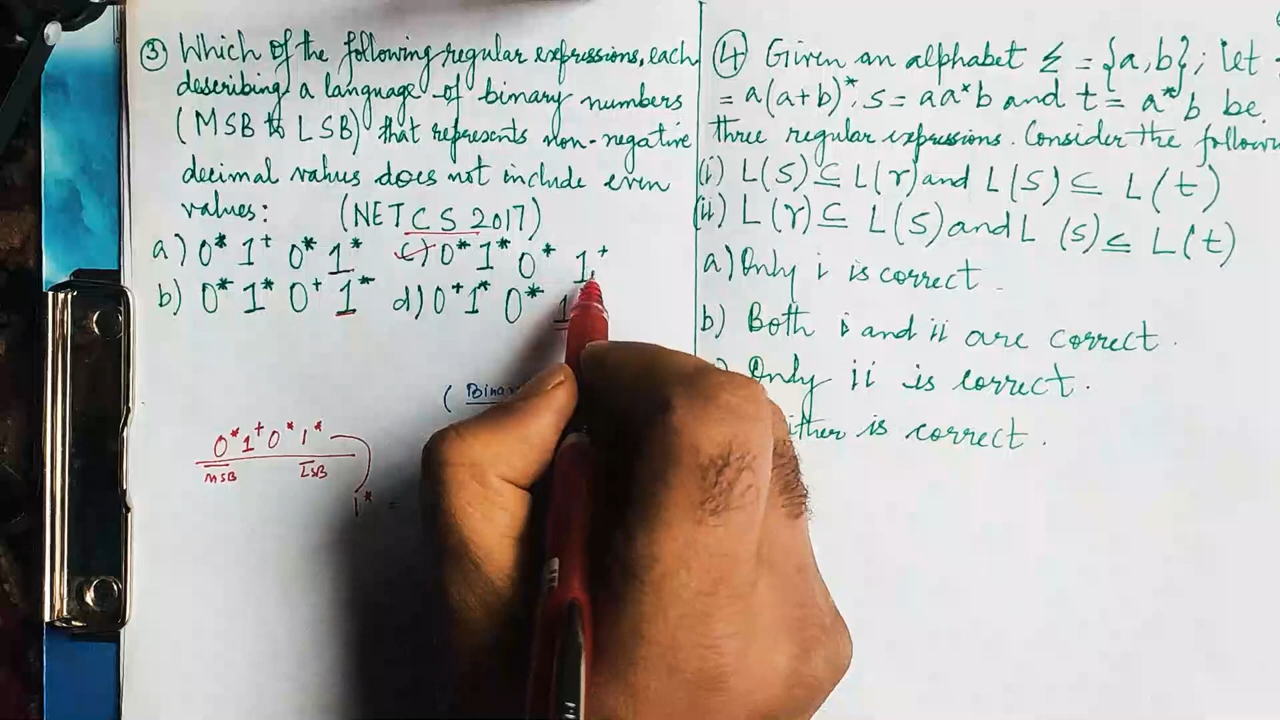 ③ Which of the following regular expressions, each
describing a language of binary numbers
(MSB to LSB) that represents non-negative
decimal values does not include even
values: (NET CS 2017)
a) 0* 1⁺ 0* 1* c) 0* 1* 0* 1⁺
b) 0* 1* 0⁺ 1* d) 0⁺ 1* 0* 1
0* 1⁺ 0* 1*
MSB LSB
1* =
(
④ Given an alphabet Σ = {a,b}; let
= a(a+b)*, s = aa*b and t = a*b be
three regular expressions. Consider the
(i) L(S) ⊆ L(r) and L(S) ⊆ L(t)
(ii) L(r) ⊆ L(S) and L(s) ⊆ L(t)
a) Only i is correct.
b) Both i and ii are correct.
Only ii is correct.
is correct.